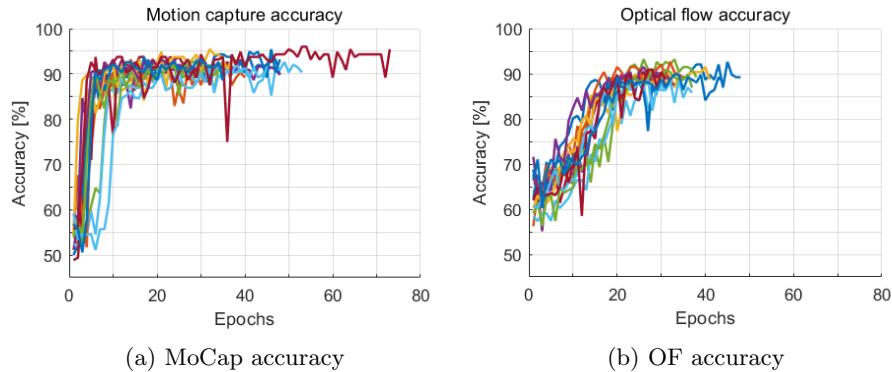 Motion capture accuracy
100
90
80
70
60
50
Accuracy [%]
0 20 40 60 80
Epochs
(a) MoCap accuracy
Optical flow accuracy
100
90
80
70
60
50
Accuracy [%]
0 20 40 60 80
Epochs
(b) OF accuracy